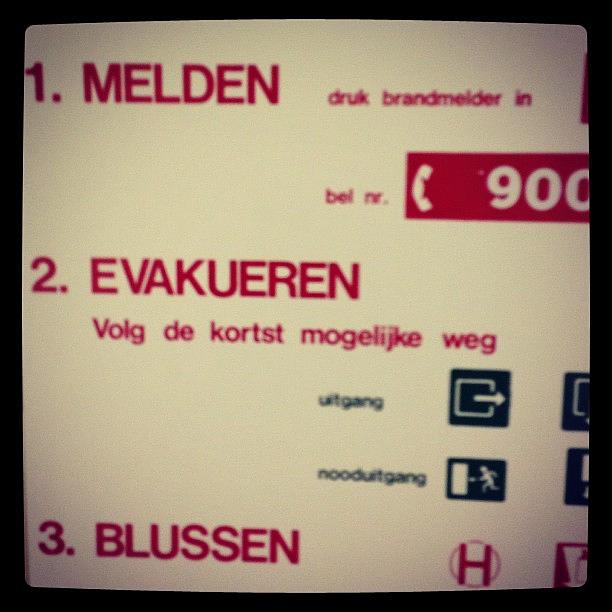 1. MELDEN druk brandmelder in
bel nr. 900
2. EVAKUEREN
Volg de kortst mogelijke weg
uitgang
nooduitgang
3. BLUSSEN H